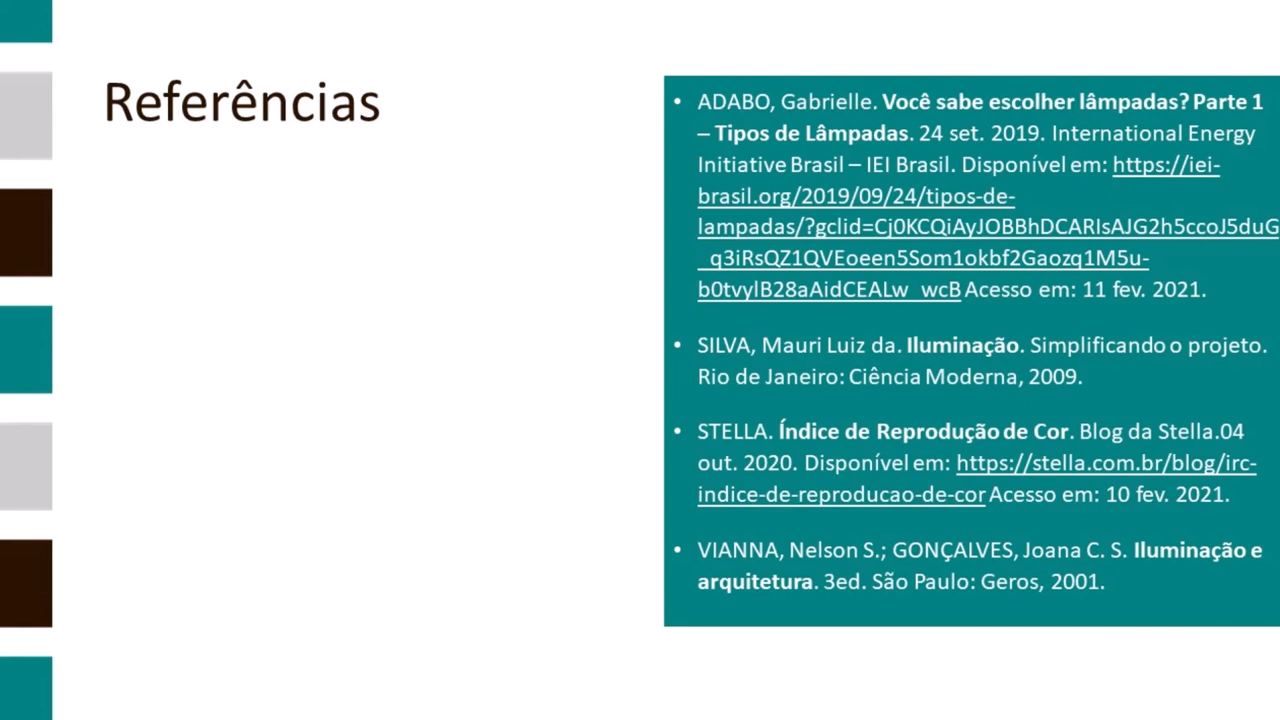 Referências
• ADABO, Gabrielle. Você sabe escolher lâmpadas? Parte 1
– Tipos de Lâmpadas. 24 set. 2019. International Energy
Initiative Brasil – IEI Brasil. Disponível em: https://iei-
brasil.org/2019/09/24/tipos-de-
lampadas/?gclid=Cj0KCQiAyJOBBhDCARIsAJG2h5ccoJ5duG
_q3iRsQZ1QVEoeen5Som1okbf2Gaozq1M5u-
b0tvylB28aAidCEALw_wcB Acesso em: 11 fev. 2021.
• SILVA, Mauri Luiz da. Iluminação. Simplificando o projeto.
Rio de Janeiro: Ciência Moderna, 2009.
• STELLA. Índice de Reprodução de Cor. Blog da Stella.04
out. 2020. Disponível em: https://stella.com.br/blog/irc-
indice-de-reproducao-de-cor Acesso em: 10 fev. 2021.
• VIANNA, Nelson S.; GONÇALVES, Joana C. S. Iluminação e
arquitetura. 3ed. São Paulo: Geros, 2001.